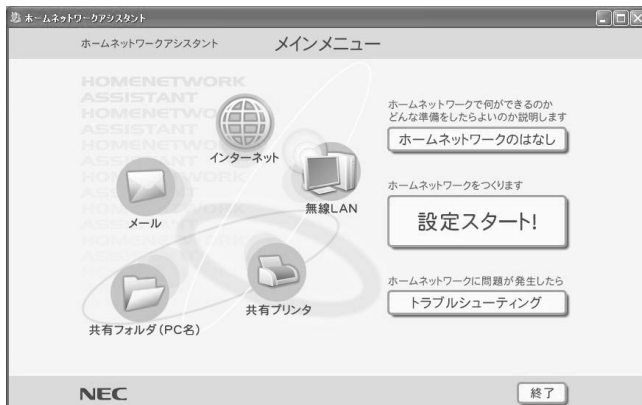 ホームネットワークアシスタント
ホームネットワークアシスタント
メインメニュー
HOMENETWORK
ASSISTANT
HOMENETWO
ASSISTANT
HOMENETWO
ASSISTANT
インターネット
メール
無線LAN
共有プリンタ
共有フォルダ(PC名)
ホームネットワークで何ができるのか
どんな準備をしたらよいのか説明します
ホームネットワークのはなし
ホームネットワークをつくります
設定スタート!
ホームネットワークに問題が発生したら
トラブルシューティング
NEC
終了